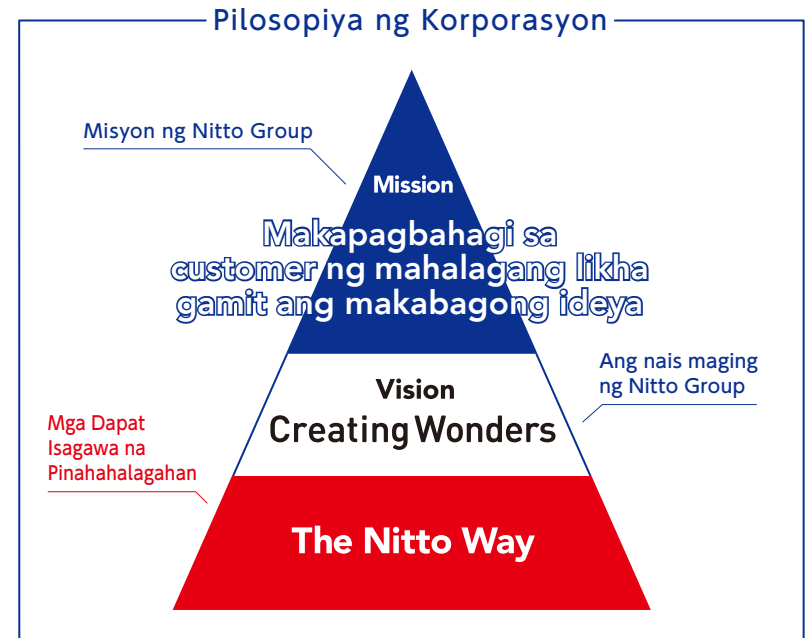 Pilosopiya ng Korporasyon
Misyon ng Nitto Group
Mission
Makapagbahagi sa
customer ng mahalagang likha
gamit ang makabagong ideya
Ang nais maging
ng Nitto Group
Vision
Creating Wonders
Mga Dapat
Isagawa na
Pinahahalagahan
The Nitto Way